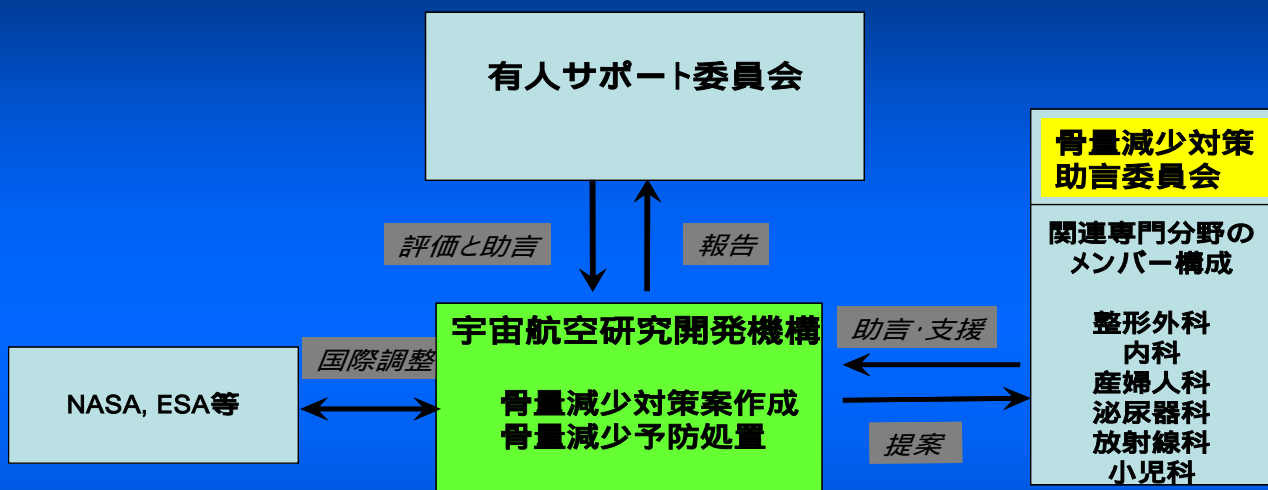 有人サポート委員会
骨量減少対策
助言委員会
関連専門分野の
メンバー構成
整形外科
内科
産婦人科
泌尿器科
放射線科
小児科
評価と助言
報告
宇宙航空研究開発機構
骨量減少対策案作成
骨量減少予防処置
助言・支援
提案
国際調整
NASA, ESA等